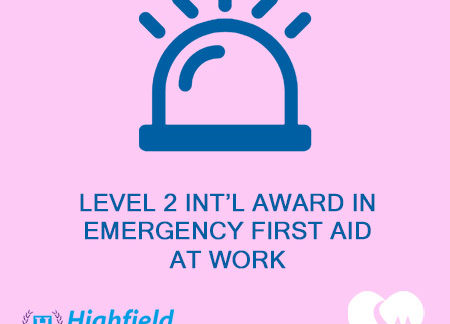 LEVEL 2 INT'L AWARD IN
EMERGENCY FIRST AID
AT WORK
Highfield